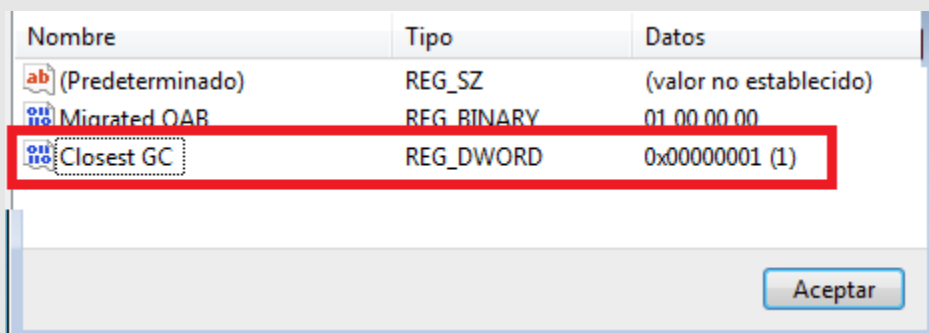 Nombre Tipo Datos
ab (Predeterminado) REG_SZ (valor no establecido)
Migrated OAB REG_BINARY 01 00 00 00
Closest GC REG_DWORD 0x00000001 (1)
Aceptar